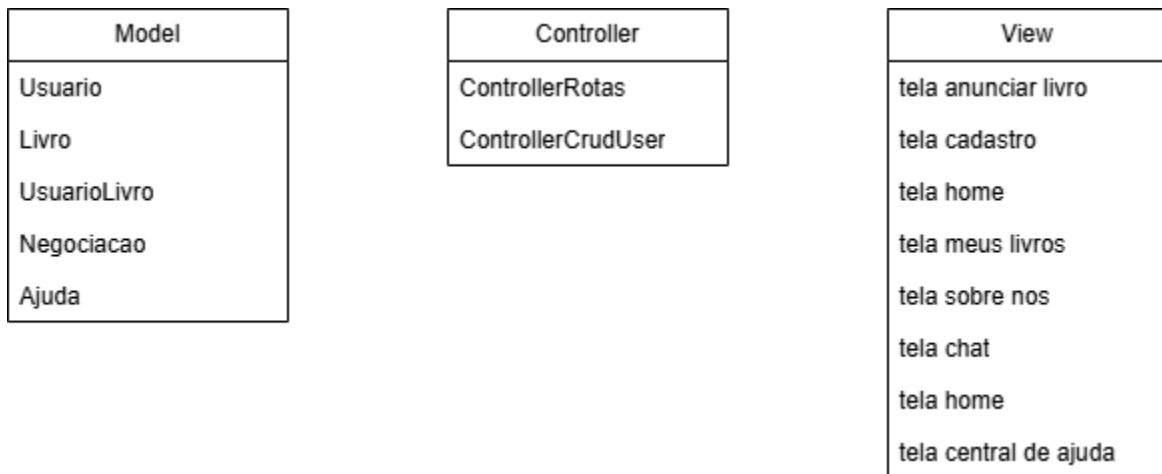 Model
Usuario
Livro
UsuarioLivro
Negociacao
Ajuda
Controller
ControllerRotas
ControllerCrudUser
View
tela anunciar livro
tela cadastro
tela home
tela meus livros
tela sobre nos
tela chat
tela home
tela central de ajuda